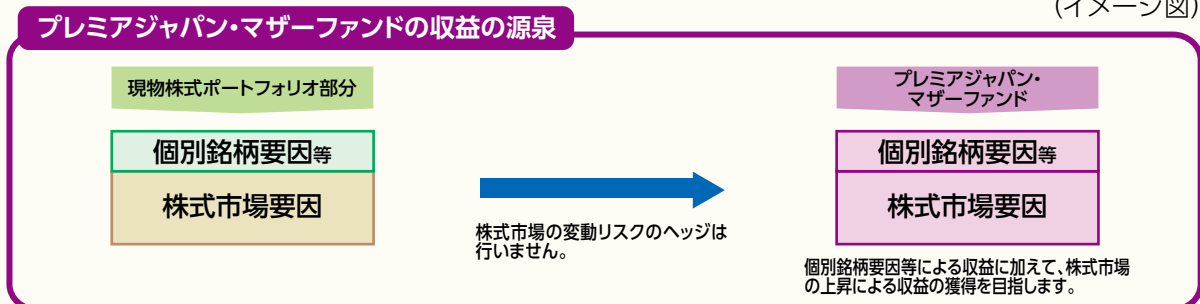 (イメージ図)
プレミアジャパン・マザーファンドの収益の源泉
現物株式ポートフォリオ部分
個別銘柄要因等
株式市場要因
株式市場の変動リスクのヘッジは
行いません。
プレミアジャパン・
マザーファンド
個別銘柄要因等
株式市場要因
個別銘柄要因等による収益に加えて、株式市場
の上昇による収益の獲得を目指します。